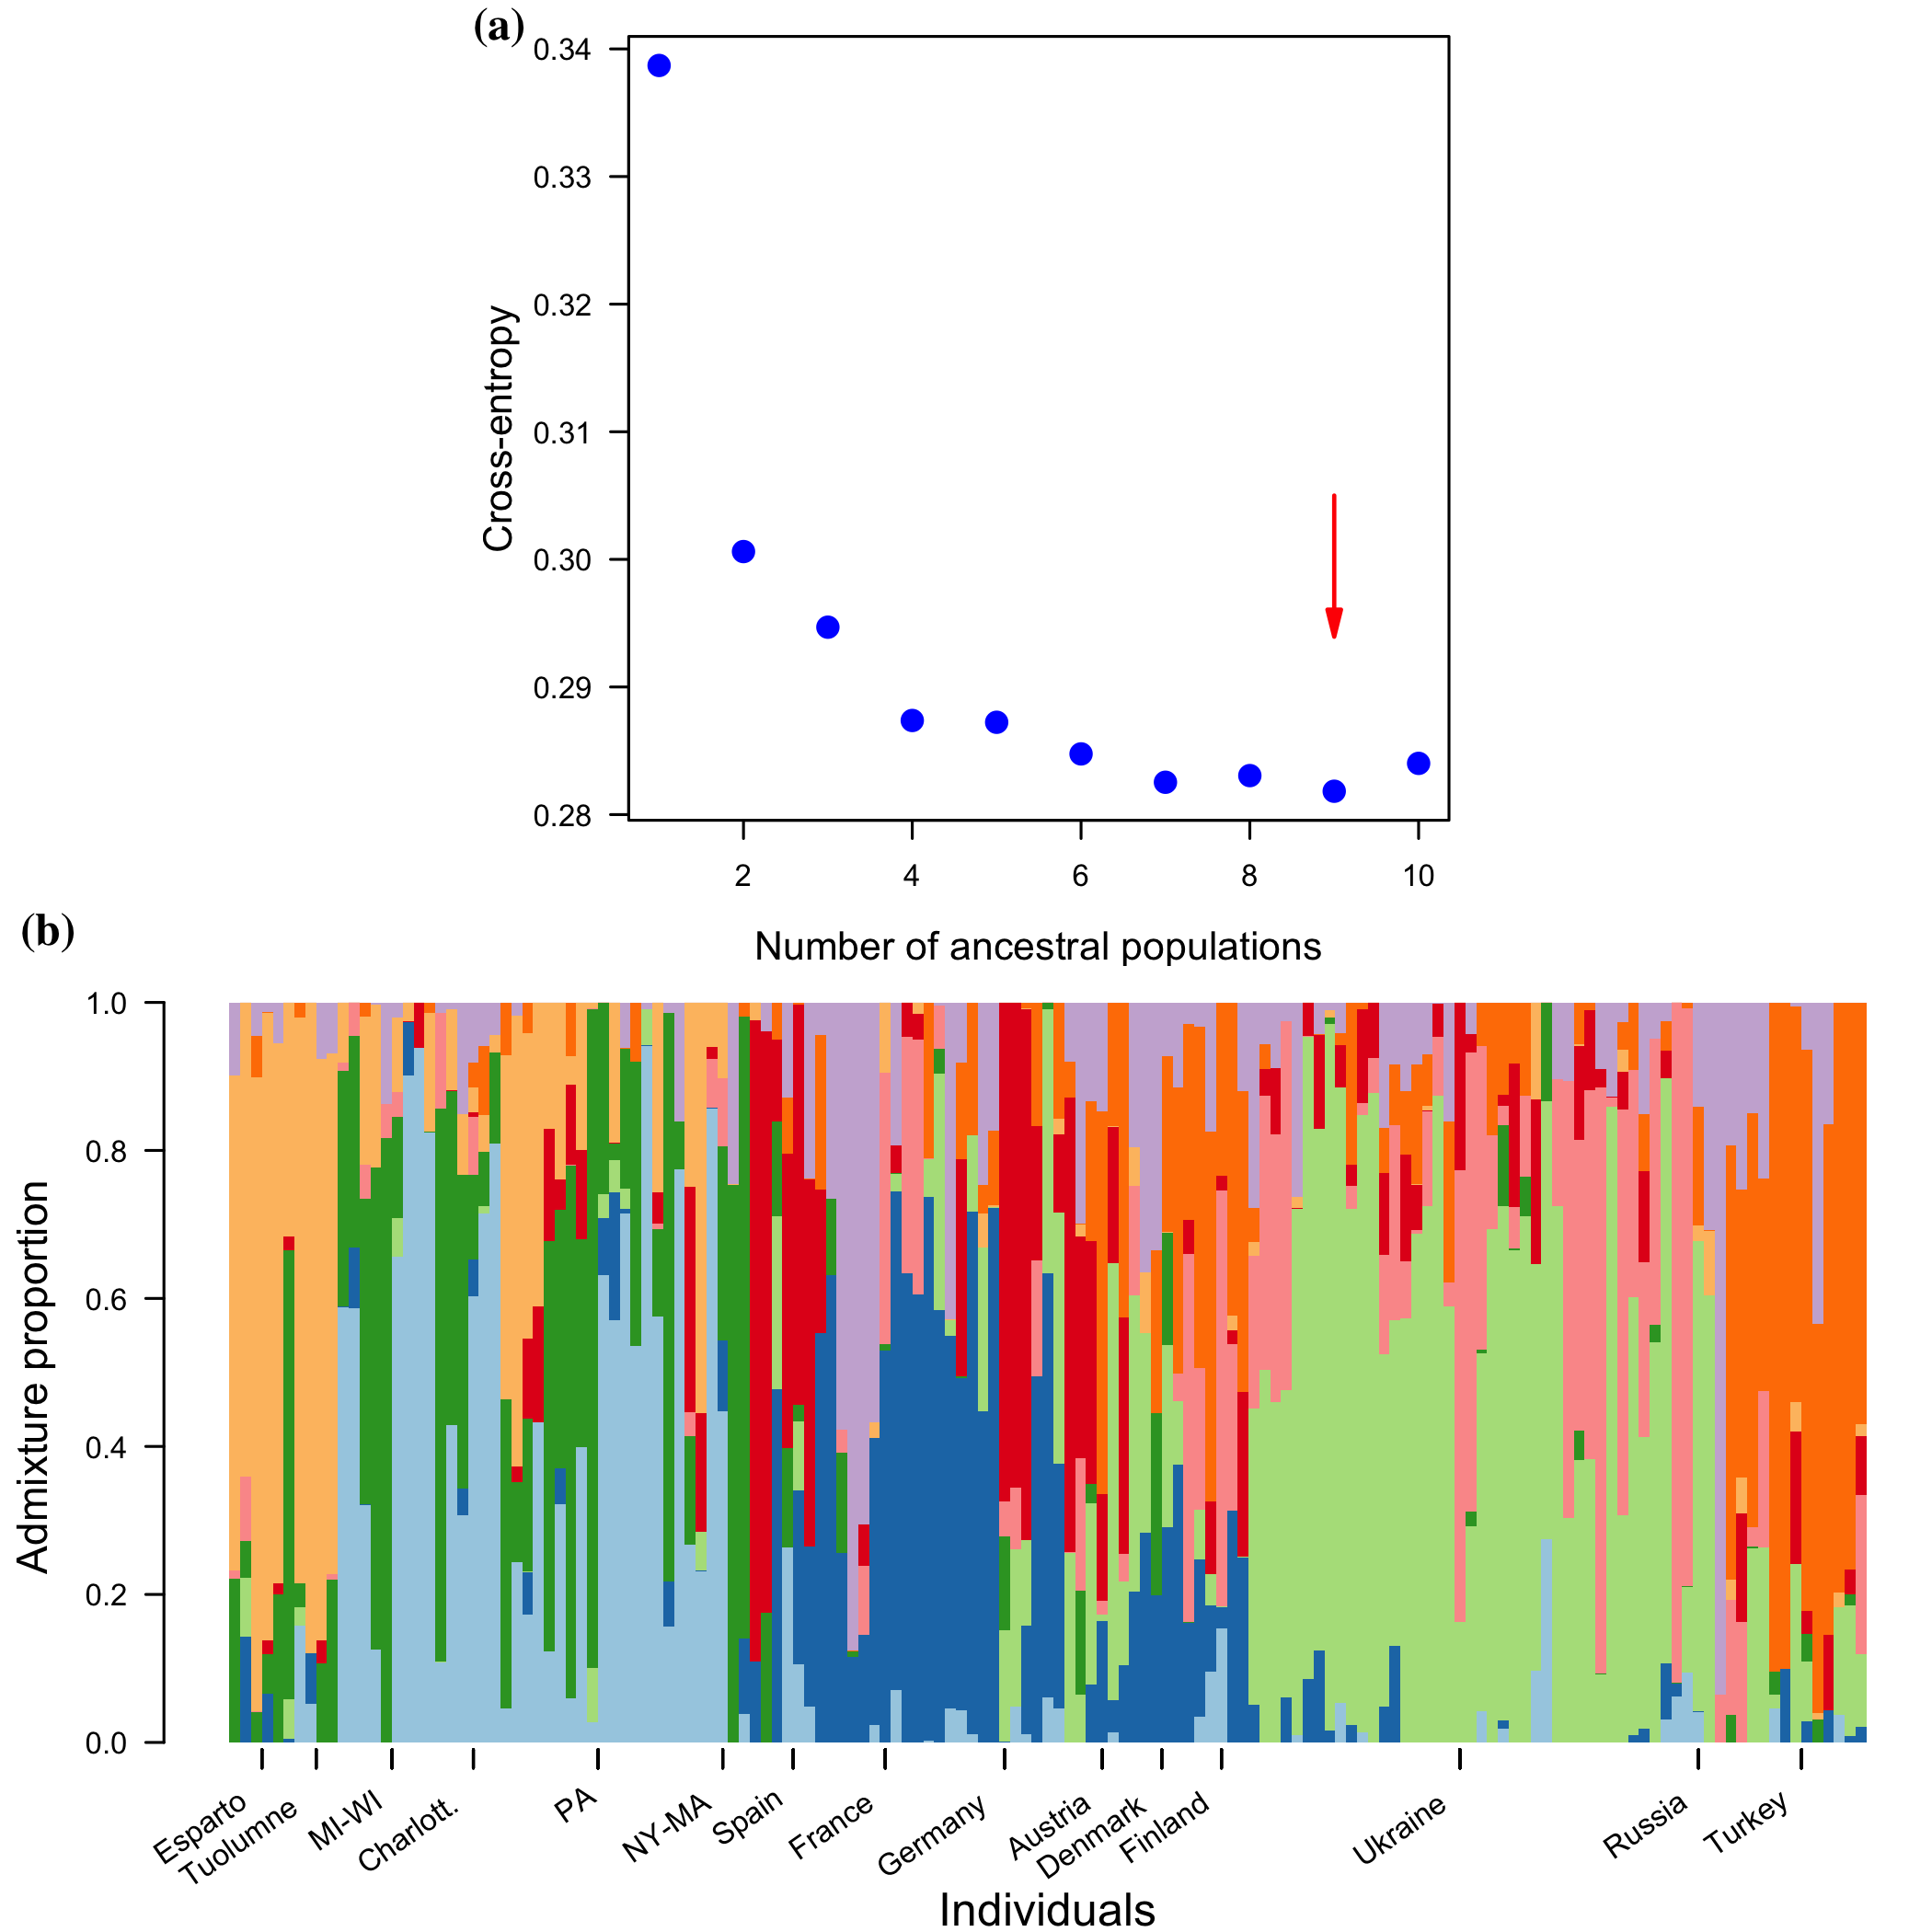 (a)
0.34
0.33
0.32
0.31
0.30
0.29
0.28
Cross-entropy
2 4 6 8 10
Number of ancestral populations
(b)
1.0
0.8
0.6
0.4
0.2
0.0
Admixture proportion
Esparto
Tuolumne
MI-WI
Charlott.
PA
NY-MA
Spain
France
Germany
Austria
Denmark
Finland
Ukraine
Russia
Turkey
Individuals